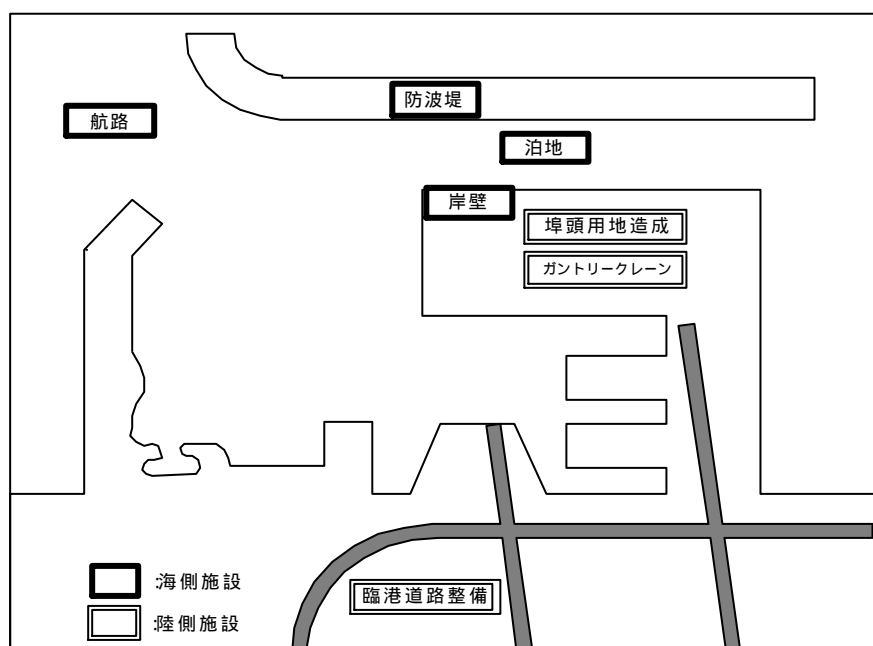 防波堤
航路
泊地
岸壁
埠頭用地造成
ガントリークレーン
:海側施設
臨港道路整備
:陸側施設